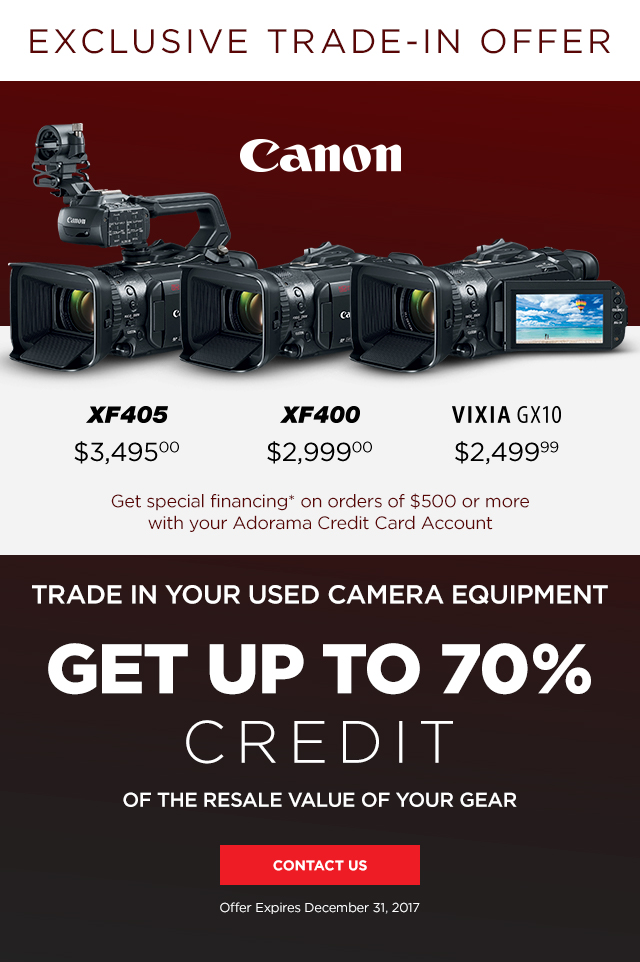 EXCLUSIVE TRADE-IN OFFER
Canon
Canon
XF405 XF400 VIXIA GX10
$3,49500 $2,99900 $2,49999
Get special financing* on orders of $500 or more
with your Adorama Credit Card Account
TRADE IN YOUR USED CAMERA EQUIPMENT
GET UP TO 70%
CREDIT
OF THE RESALE VALUE OF YOUR GEAR
CONTACT US
Offer Expires December 31, 2017